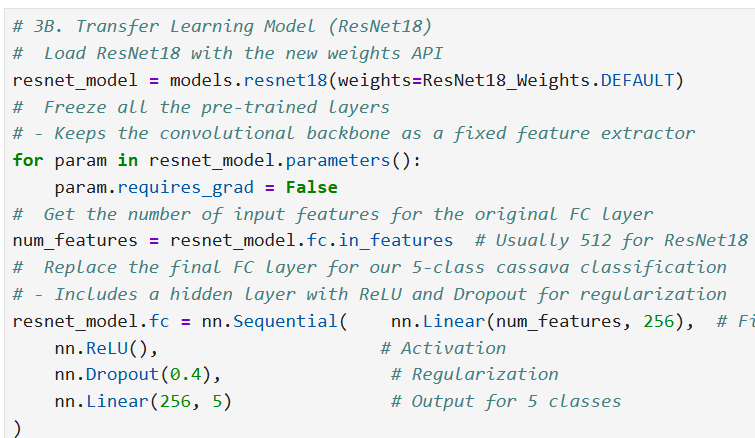 # 3B. Transfer Learning Model (ResNet18)
#  Load ResNet18 with the new weights API
resnet_model = models.resnet18(weights=ResNet18_Weights.DEFAULT)
#  Freeze all the pre-trained layers
# - Keeps the convolutional backbone as a fixed feature extractor
for param in resnet_model.parameters():
    param.requires_grad = False
#  Get the number of input features for the original FC layer
num_features = resnet_model.fc.in_features  # Usually 512 for ResNet18
#  Replace the final FC layer for our 5-class cassava classification
# - Includes a hidden layer with ReLU and Dropout for regularization
resnet_model.fc = nn.Sequential(    nn.Linear(num_features, 256),  #
    nn.ReLU(),                    # Activation
    nn.Dropout(0.4),               # Regularization
    nn.Linear(256, 5)              # Output for 5 classes
)